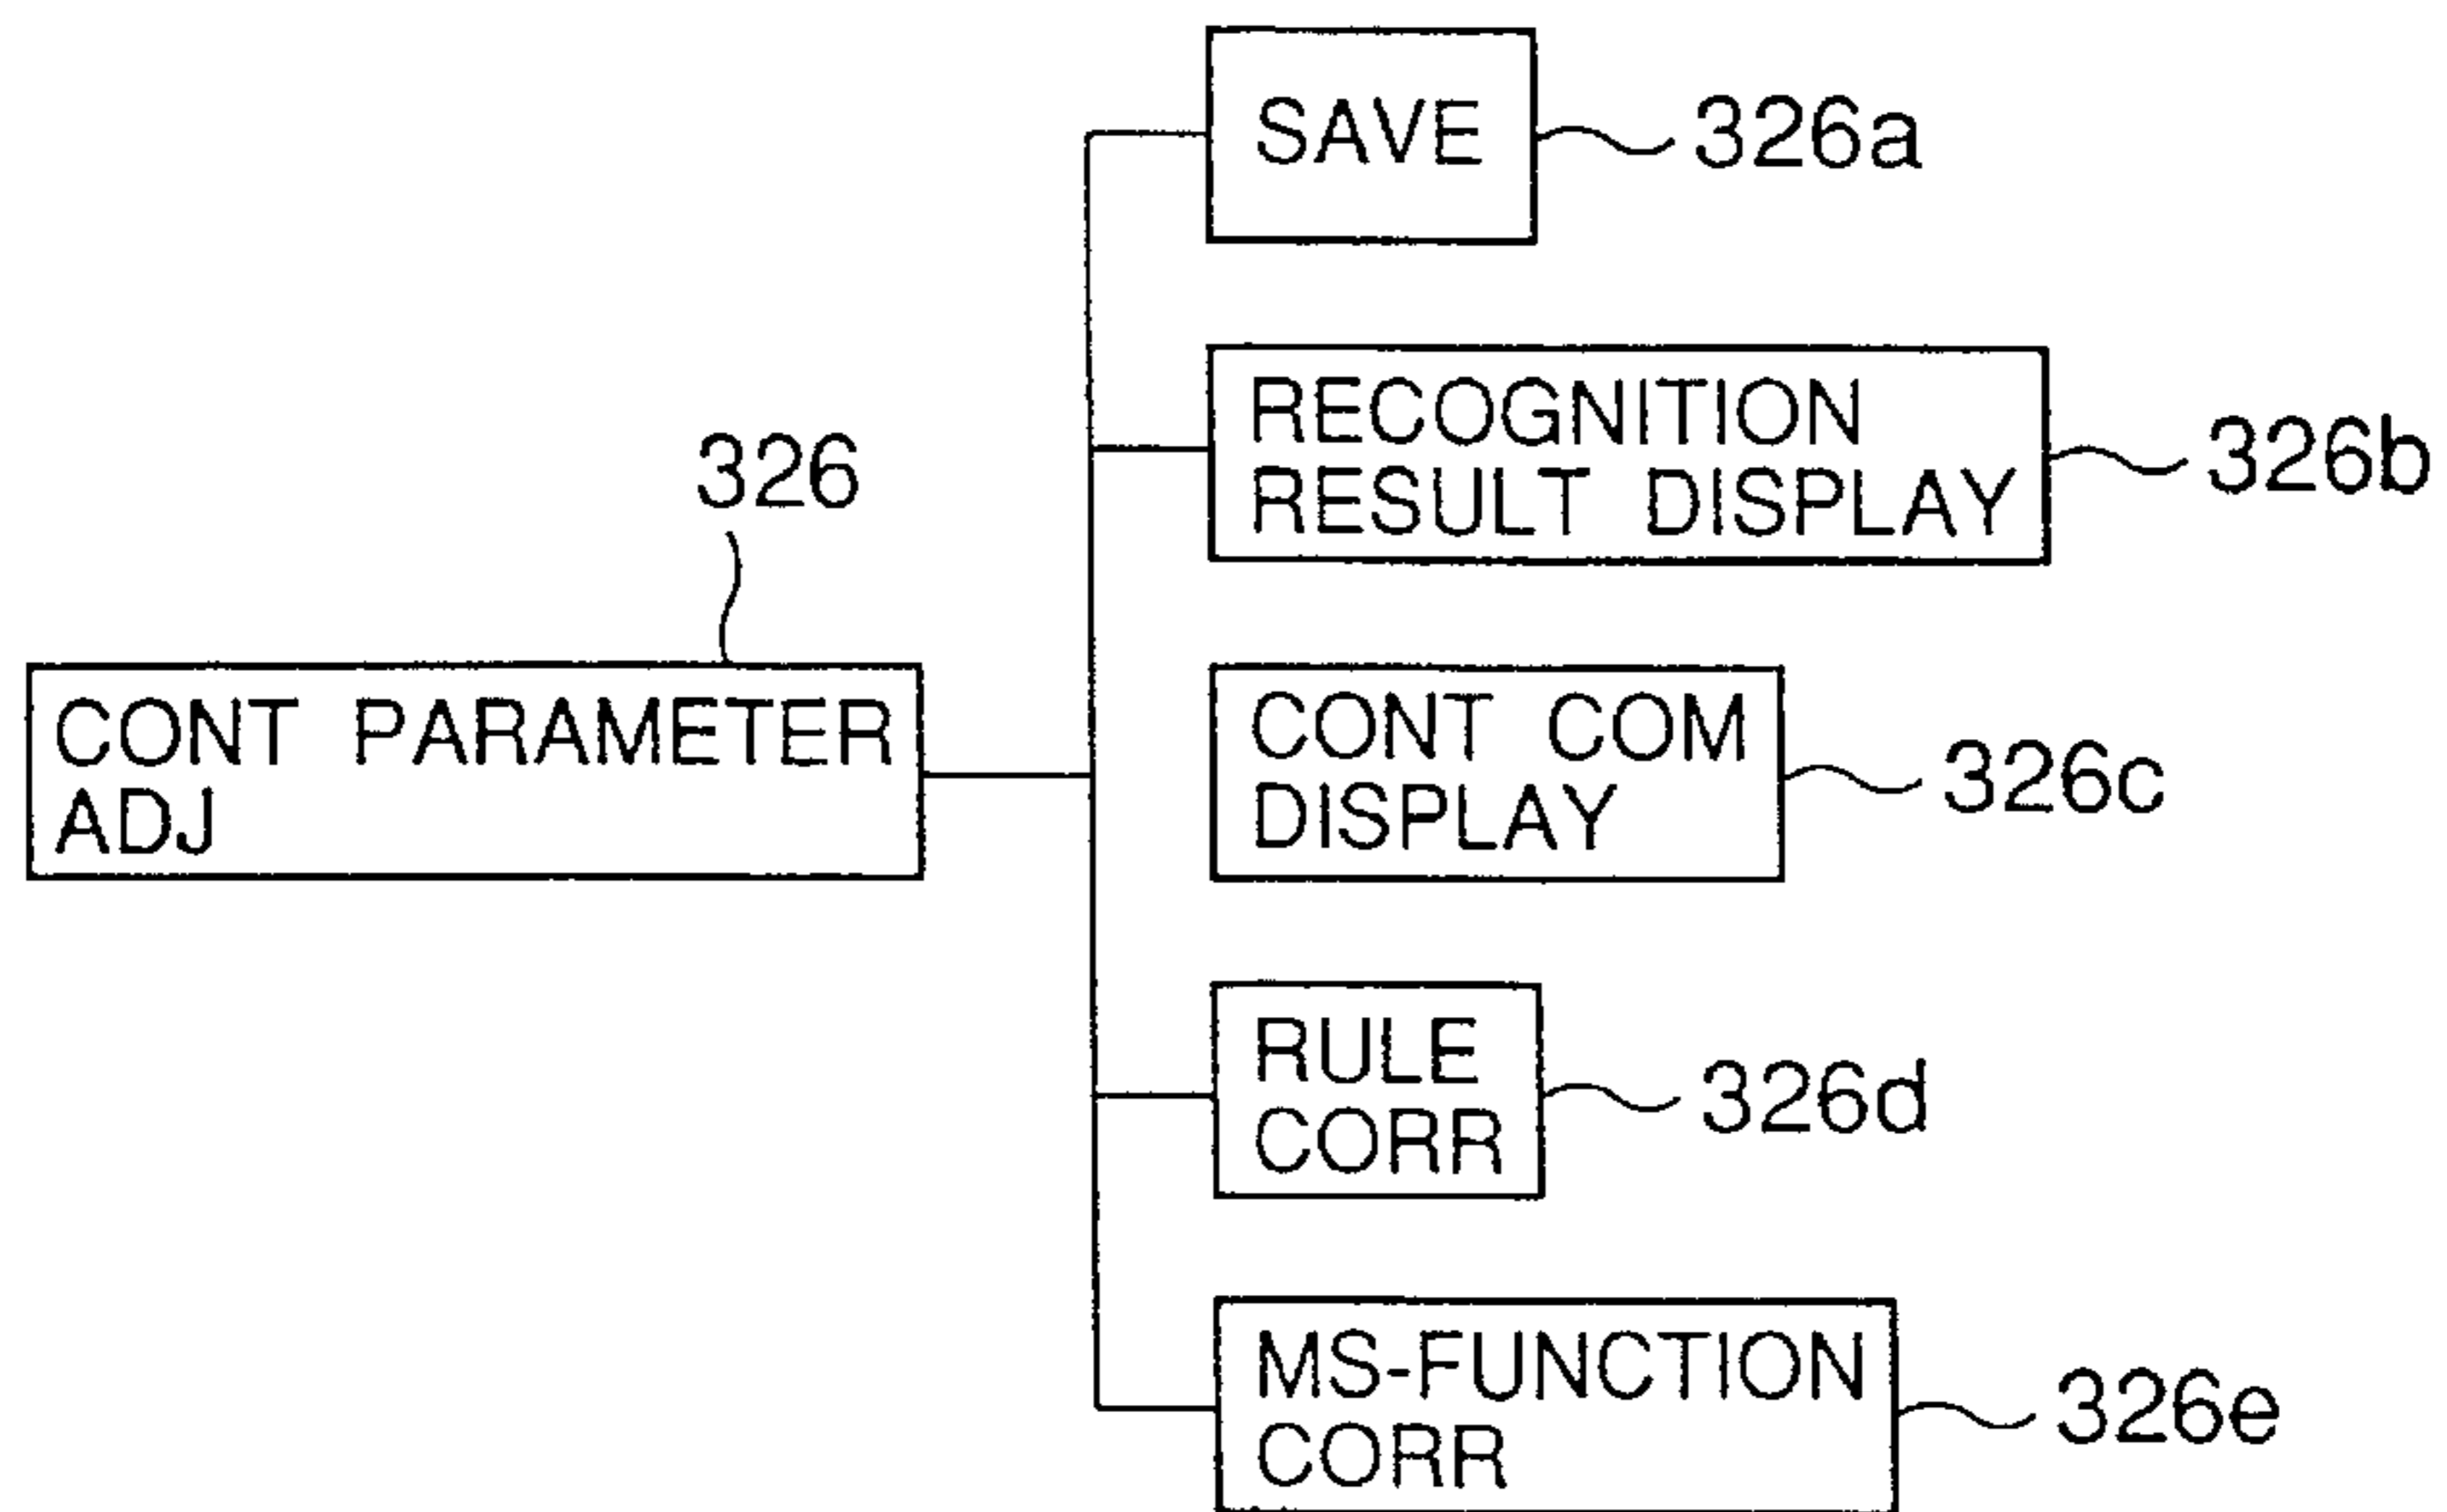 SAVE
326a
RECOGNITION
RESULT DISPLAY
326b
326
CONT PARAMETER
ADJ
CONT COM
DISPLAY
326c
RULE
CORR
326d
MS-FUNCTION
CORR
326e